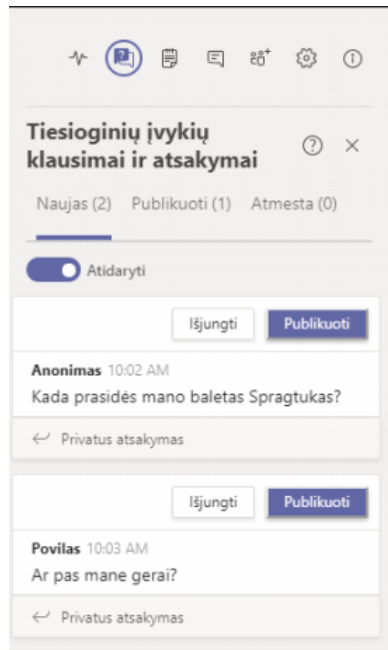 Tiesioginių įvykių
klausimai ir atsakymai
Naujas (2) Publikuoti (1) Atmesta (0)
Atidaryti
Išjungti Publikuoti
Anonimas 10:02 AM
Kada prasidės mano baletas Spragtukas?
Privatus atsakymas
Išjungti Publikuoti
Povilas 10:03 AM
Ar pas mane gerai?
Privatus atsakymas